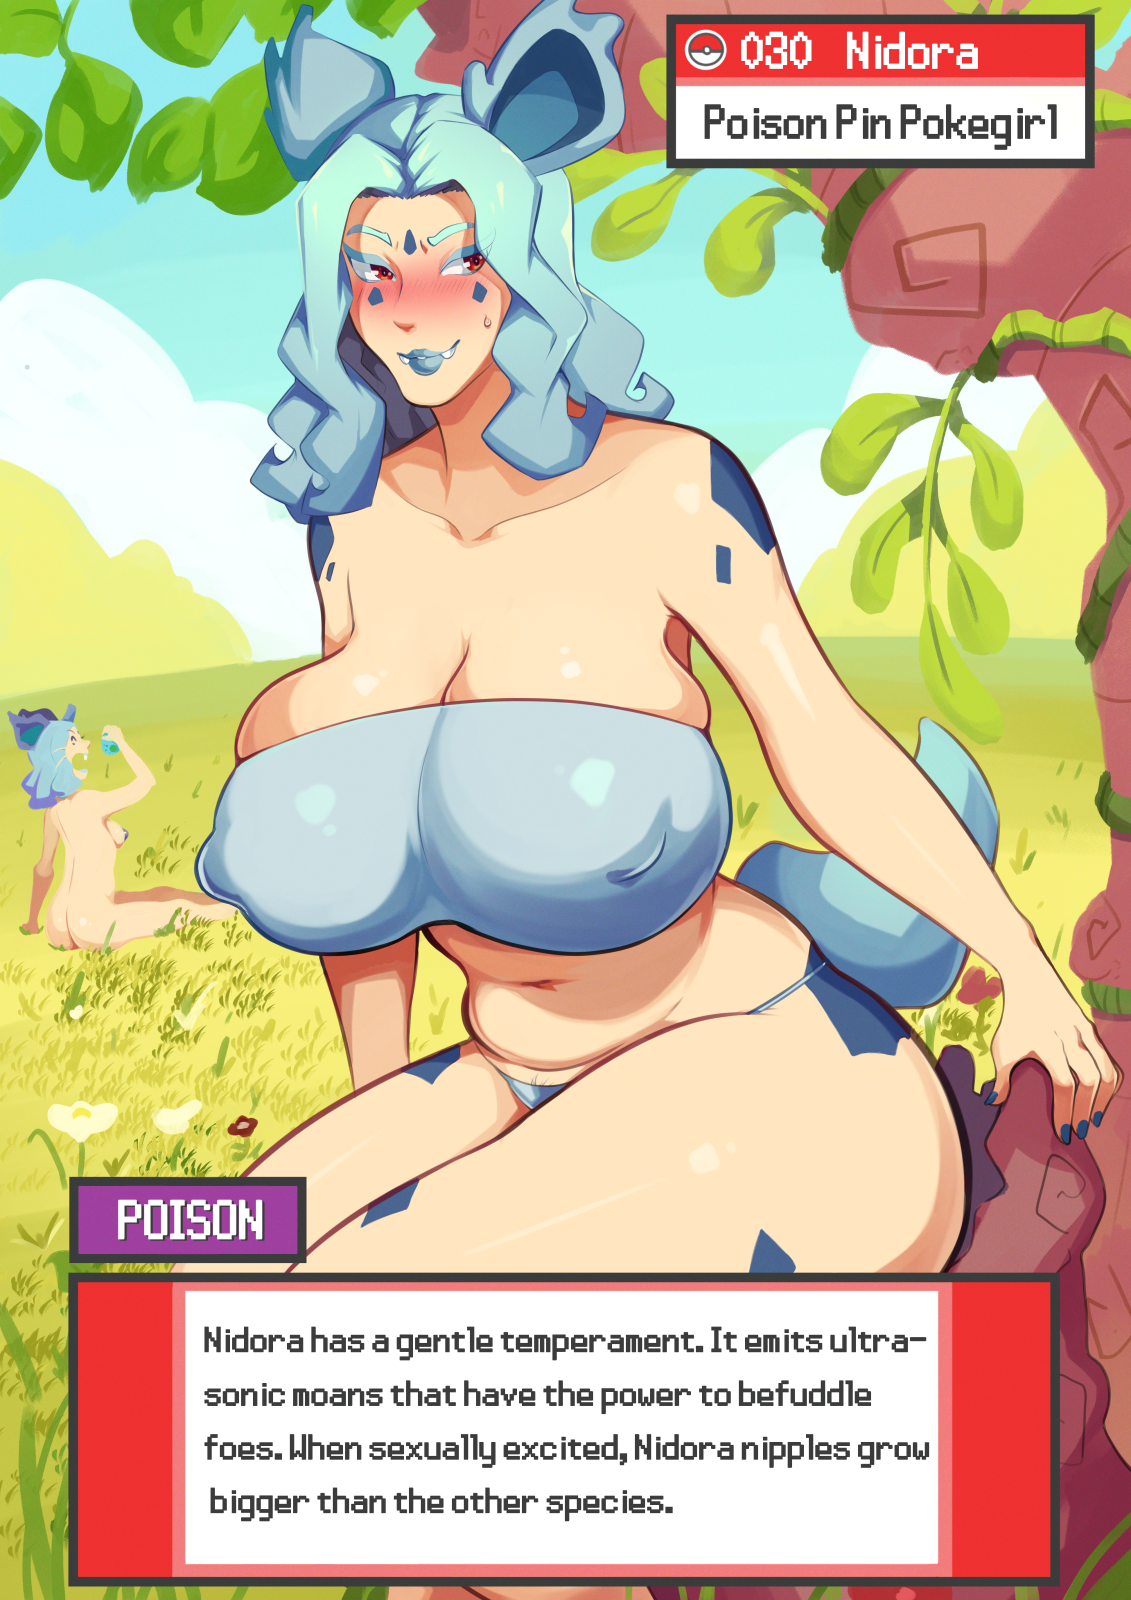 030 Nidora
Poison Pin Pokegirl
POISON
Nidora has a gentle temperament. It emits ultra-
sonic moans that have the power to befuddle
foes. When sexually excited, Nidora nipples grow
bigger than the other species.